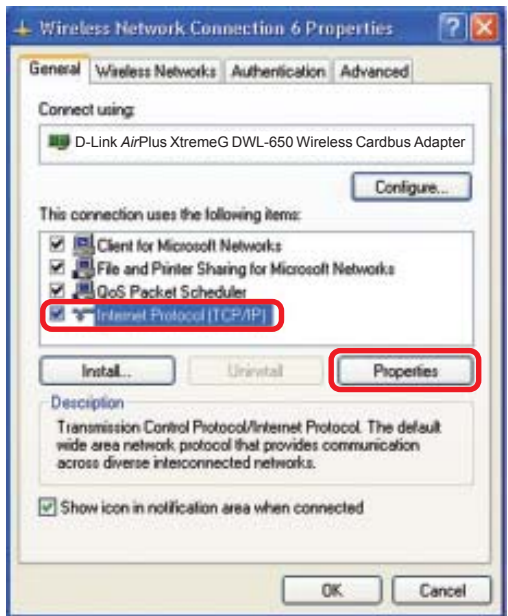 Wireless Network Connection 6 Properties
General Wireless Networks Authentication Advanced
Connect using:
D-Link AirPlus XtremeG DWL-650 Wireless Cardbus Adapter
Configure...
This connection uses the following items:
Client for Microsoft Networks
File and Printer Sharing for Microsoft Networks
QoS Packet Scheduler
Internet Protocol (TCP/IP)
Install... Uninstall Properties
Description
Transmission Control Protocol/Internet Protocol. The default
wide area network protocol that provides communication
across diverse interconnected networks.
Show icon in notification area when connected
OK Cancel